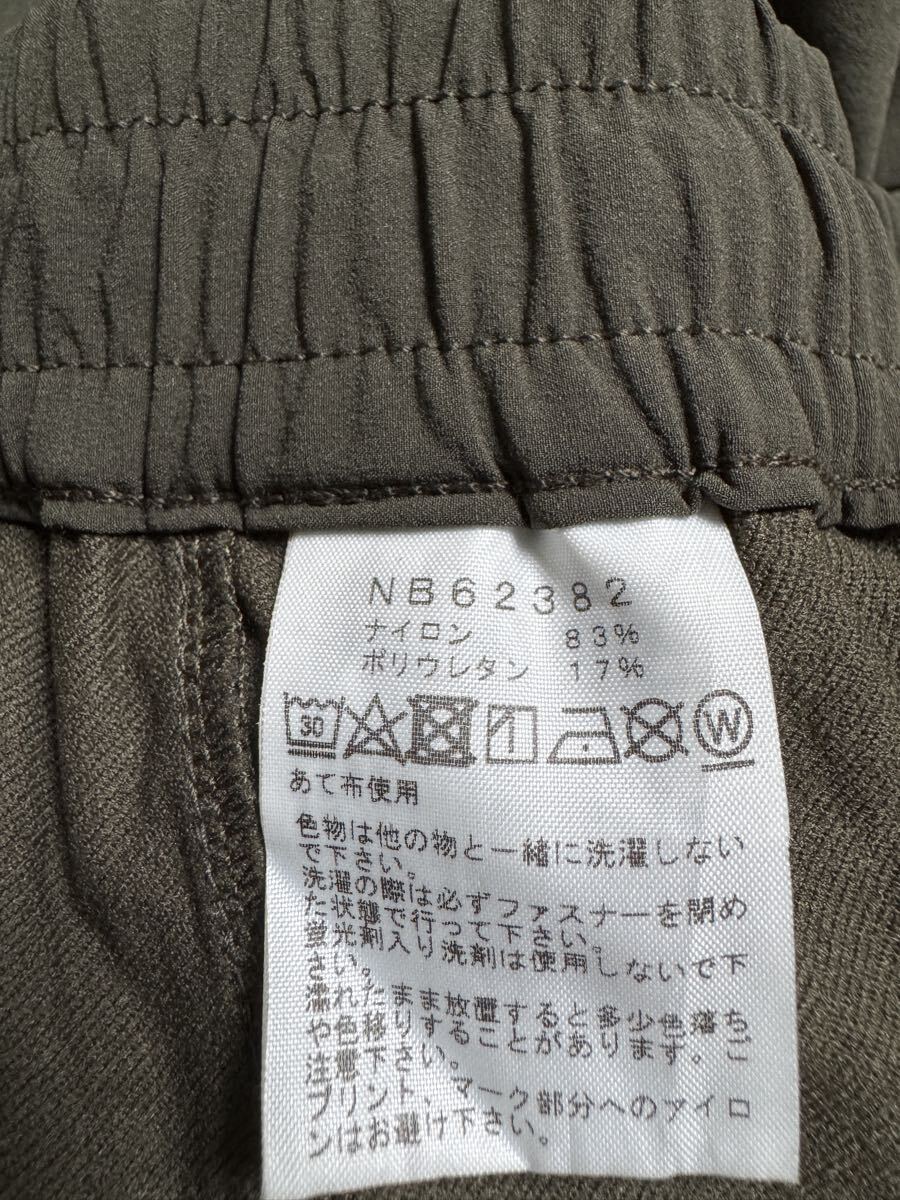 NB62382
ナイロン 83%
ポリウレタン 17%
30 W
あて布使用
色物は他の物と一緒に洗濯しない
で下さい。
洗濯の際は必ずファスナーを閉め
た状態で行って下さい。
蛍光剤入り洗剤は使用しないで下
さい。
濡れたまま放置すると多少色落ち
や色移りすることがあります。ご
注意下さい。
プリント、マーク部分へのアイロ
ンはお避け下さい。